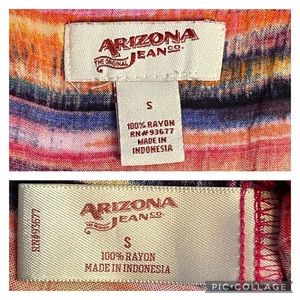 ARIZONA
THE ORIGINAL JEAN CO.
S
100% RAYON
RN#93677
MADE IN
INDONESIA
RN#93677
ARIZONA
THE ORIGINAL JEAN CO.
S
100% RAYON
MADE IN INDONESIA
PIC•COLLAGE